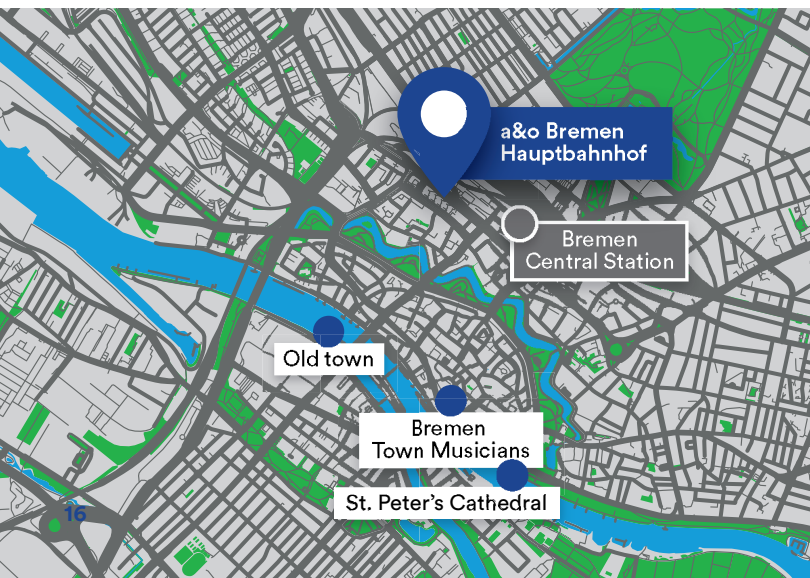 a&o Bremen
Hauptbahnhof
Bremen
Central Station
Old town
Bremen
Town Musicians
St. Peter's Cathedral
16